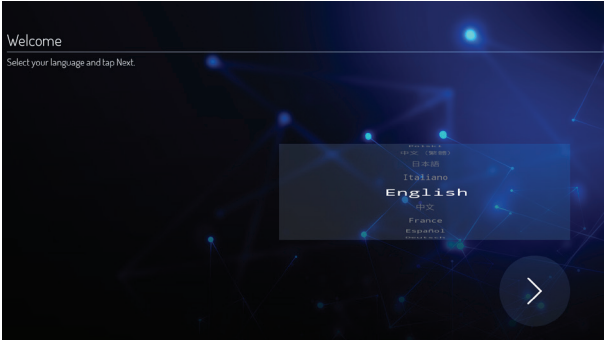 Welcome
Select your language and tap Next.
中文 (繁體)
日本語
Italiano
English
中文
France
Español
Deutsch